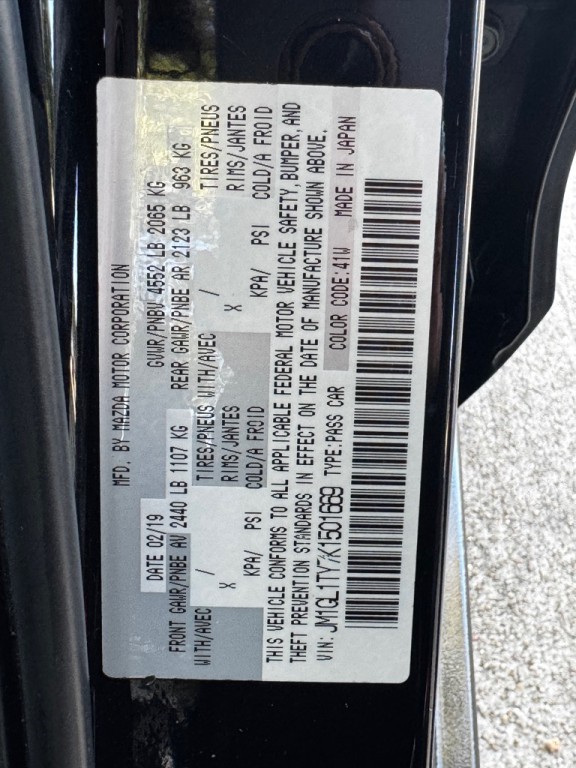 MFD. BY MAZDA MOTOR CORPORATION
DATE 02/19 GVWR/PNBV 4552 LB 2065 KG
FRONT GAWR/PNBE AV 2440 LB 1107 KG REAR GAWR/PNBE AR 2123 LB 963 KG
WITH/AVEC / TIRES/PNEUS WITH/AVEC / TIRES/PNEUS
X RIMS/JANTES X RIMS/JANTES
KPA/ PSI COLD/A FROID KPA/ PSI COLD/A FROID
THIS VEHICLE CONFORMS TO ALL APPLICABLE FEDERAL MOTOR VEHICLE SAFETY, BUMPER, AND
THEFT PREVENTION STANDARDS IN EFFECT ON THE DATE OF MANUFACTURE SHOWN ABOVE.
VIN: JM1GL1TY7K1501669 TYPE:PASS CAR COLOR CODE:41W MADE IN JAPAN